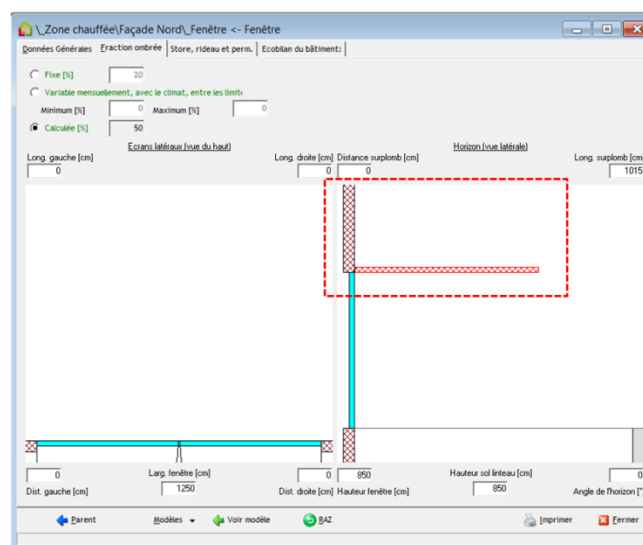 \_Zone chauffée\Façade Nord\_Fenêtre <- Fenêtre
Données Générales Fraction ombrée Store, rideau et perm. Ecobilan du bâtiment:
Fixe [%] 20
Variable mensuellement, avec le climat, entre les limite
Minimum [%] 0 Maximum [%] 0
Calculée [%] 50
Ecrans latéraux (vue du haut) Horizon (vue latérale)
Long. gauche [cm] Long. droite [cm] Distance surplomb [cm] Long. surplomb [cm
0 0 0 1015
0 Larg. fenêtre [cm] 0 850 Hauteur sol linteau [cm] 0
Dist. gauche [cm] 1250 Dist. droite [cm] Hauteur fenêtre [cm] 850 Angle de l'horizon [°
Parent Modèles Voir modèle RAZ Imprimer Fermer